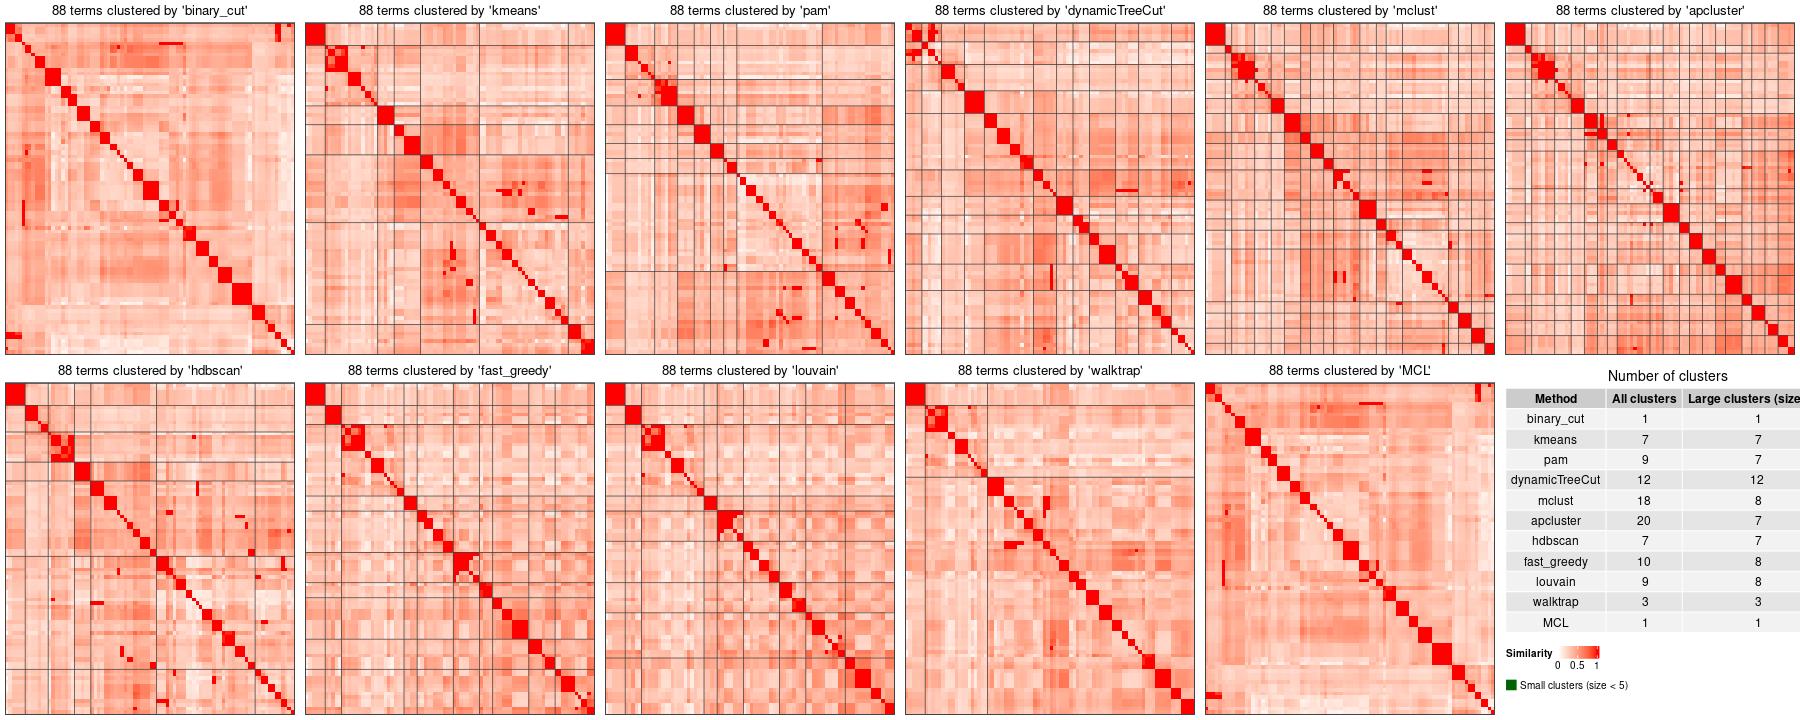 88 terms clustered by 'binary_cut'
88 terms clustered by 'kmeans'
88 terms clustered by 'pam'
88 terms clustered by 'dynamicTreeCut'
88 terms clustered by 'mclust'
88 terms clustered by 'apcluster'
88 terms clustered by 'hdbscan'
88 terms clustered by 'fast_greedy'
88 terms clustered by 'louvain'
88 terms clustered by 'walktrap'
88 terms clustered by 'MCL'
Number of clusters
Method All clusters Large clusters (size
binary_cut 1 1
kmeans 7 7
pam 9 7
dynamicTreeCut 12 12
mclust 18 8
apcluster 20 7
hdbscan 7 7
fast_greedy 10 8
louvain 9 8
walktrap 3 3
MCL 1 1
Similarity
0 0.5 1
Small clusters (size < 5)